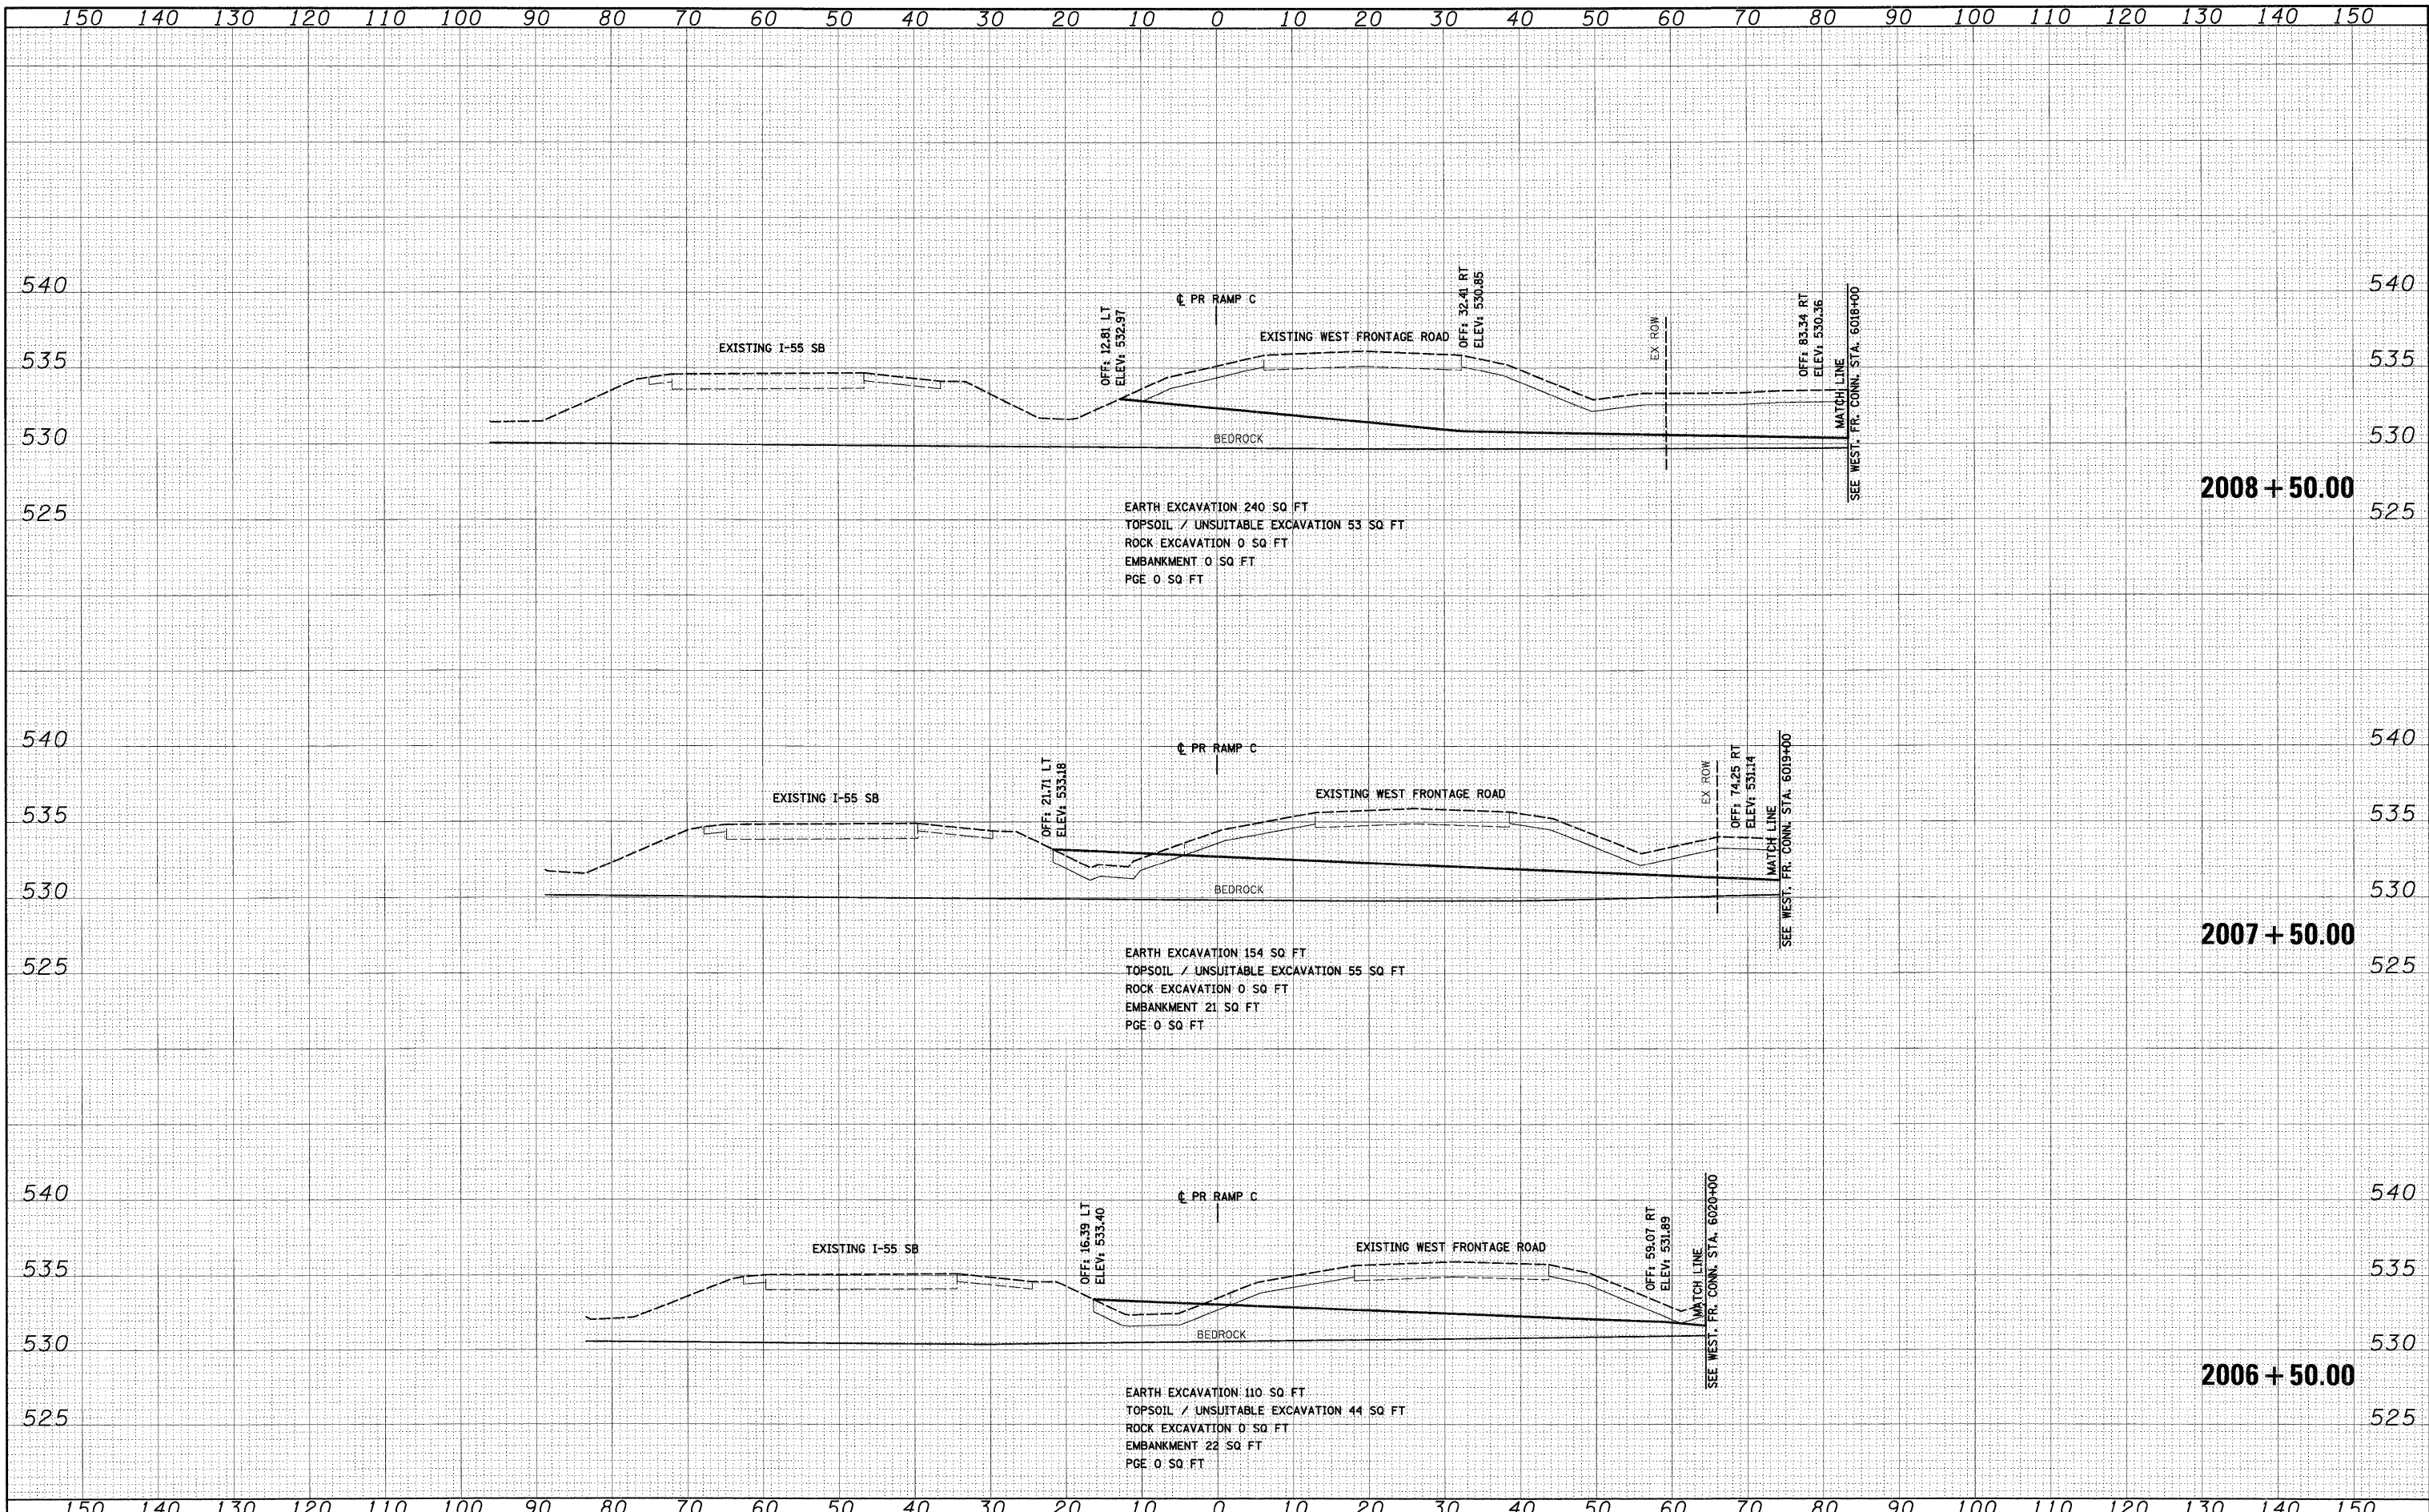 150 140 130 120 110 100 90 80 70 60 50 40 30 20 10 0 10 20 30 40 50 60 70 80 90 100 110 120 130 140 150
540 540
℄ PR RAMP C
OFF: 12.81 LT
ELEV: 532.97
OFF: 32.41 RT
ELEV: 530.85
OFF: 83.34 RT
ELEV: 530.36
EX ROW
MATCH LINE
SEE WEST. FR. CONN. STA. 6018+00
EXISTING I-55 SB
EXISTING WEST FRONTAGE ROAD
535 535
530 530
BEDROCK
2008+50.00
525 525
EARTH EXCAVATION 240 SQ FT
TOPSOIL / UNSUITABLE EXCAVATION 53 SQ FT
ROCK EXCAVATION 0 SQ FT
EMBANKMENT 0 SQ FT
PGE 0 SQ FT
540 540
℄ PR RAMP C
OFF: 21.71 LT
ELEV: 533.18
EX ROW
OFF: 74.25 RT
ELEV: 531.14
MATCH LINE
SEE WEST. FR. CONN. STA. 6019+00
EXISTING I-55 SB
EXISTING WEST FRONTAGE ROAD
535 535
530 530
BEDROCK
2007+50.00
525 525
EARTH EXCAVATION 154 SQ FT
TOPSOIL / UNSUITABLE EXCAVATION 55 SQ FT
ROCK EXCAVATION 0 SQ FT
EMBANKMENT 21 SQ FT
PGE 0 SQ FT
540 540
℄ PR RAMP C
OFF: 16.39 LT
ELEV: 533.40
OFF: 59.07 RT
ELEV: 531.89
MATCH LINE
SEE WEST. FR. CONN. STA. 6020+00
EXISTING I-55 SB
EXISTING WEST FRONTAGE ROAD
535 535
530 530
BEDROCK
2006+50.00
525 525
EARTH EXCAVATION 110 SQ FT
TOPSOIL / UNSUITABLE EXCAVATION 44 SQ FT
ROCK EXCAVATION 0 SQ FT
EMBANKMENT 22 SQ FT
PGE 0 SQ FT
150 140 130 120 110 100 90 80 70 60 50 40 30 20 10 0 10 20 30 40 50 60 70 80 90 100 110 120 130 140 150